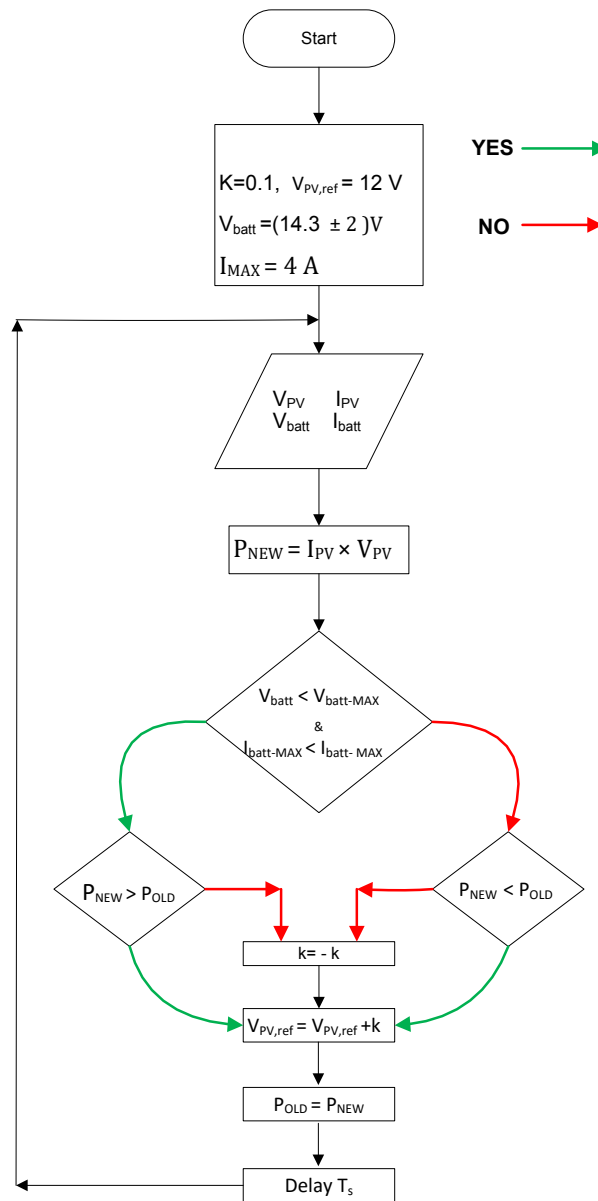 Start
YES
K=0.1, V_PV,ref = 12 V
V_batt =(14.3 ± 2 )V
NO
I_MAX = 4 A
V_PV I_PV
V_batt I_batt
P_NEW = I_PV × V_PV
V_batt < V_batt-MAX
&
I_batt-MAX < I_batt- MAX
P_NEW > P_OLD
P_NEW < P_OLD
k= - k
V_PV,ref = V_PV,ref +k
P_OLD = P_NEW
Delay T_s